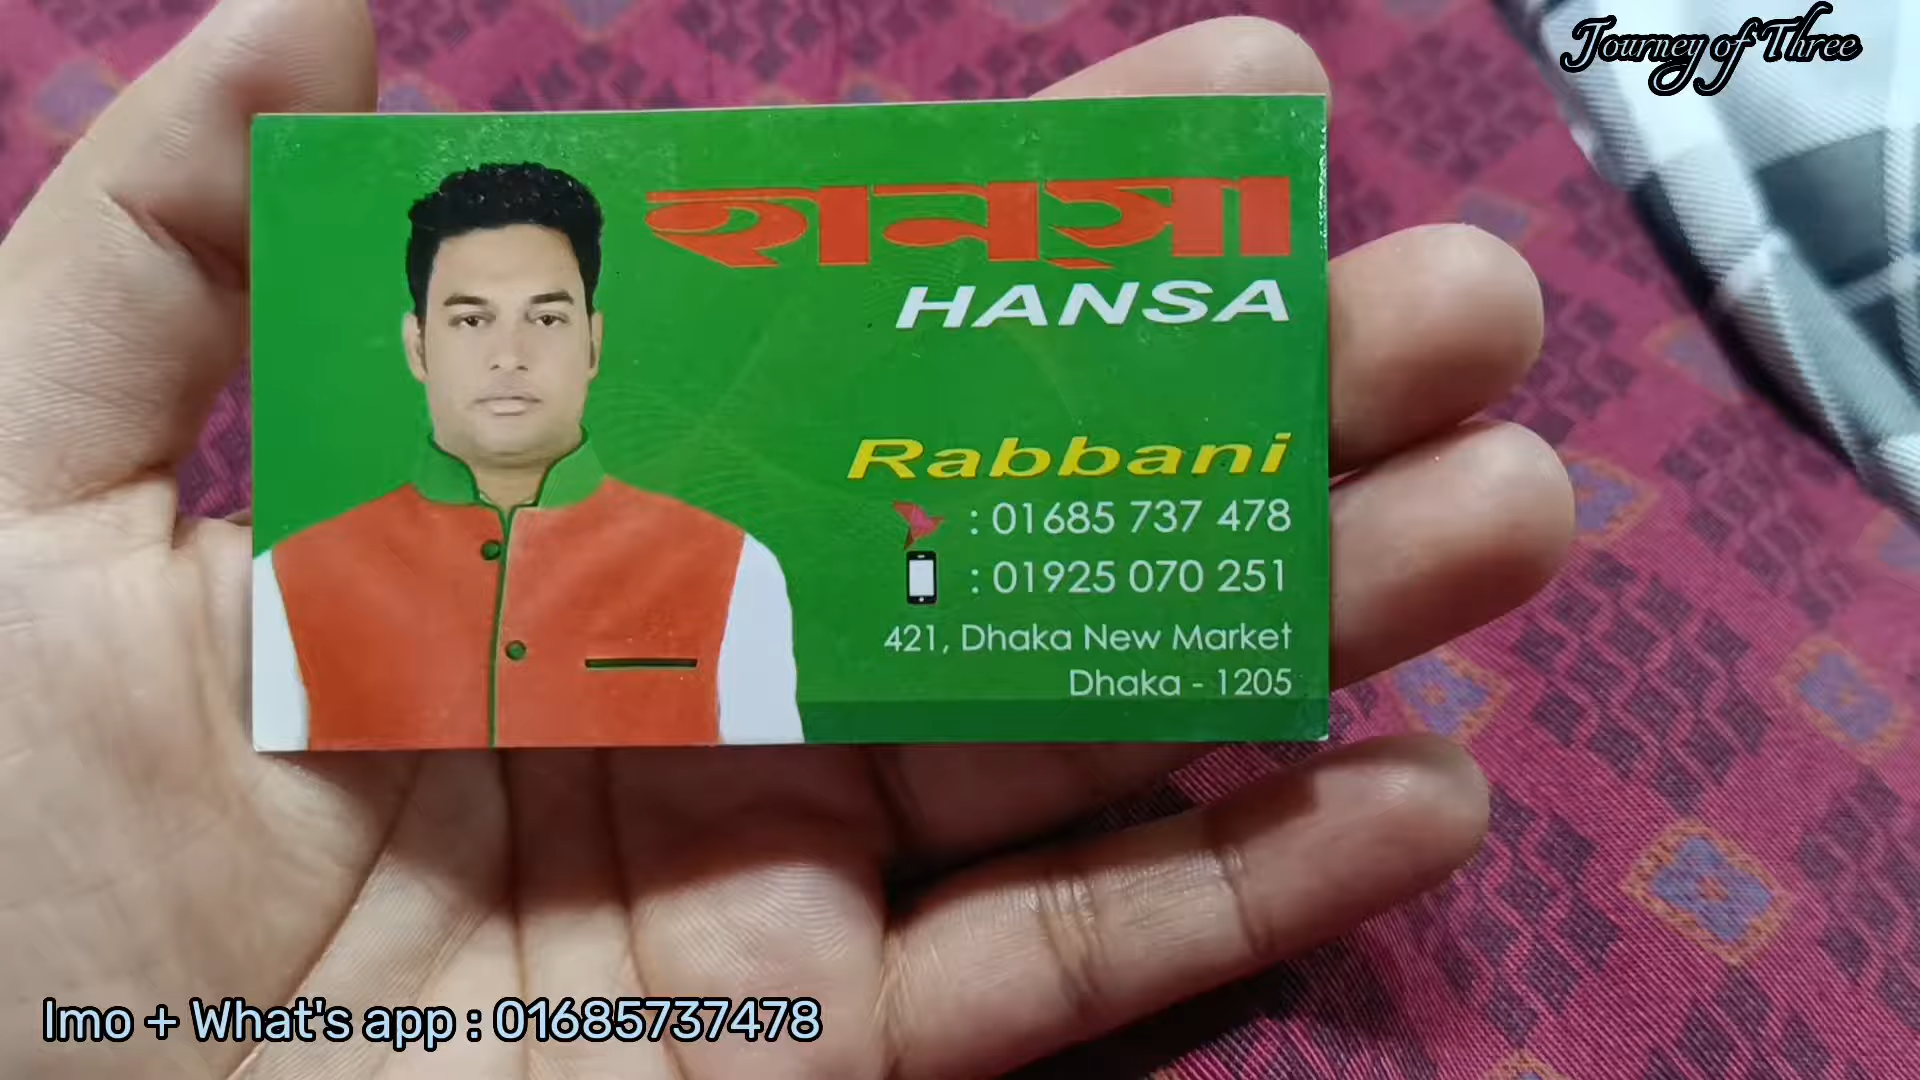 Journey of Three
হানসা
HANSA
Rabbani
: 01685 737 478
: 01925 070 251
421, Dhaka New Market
Dhaka - 1205
Imo + What's app : 01685737478